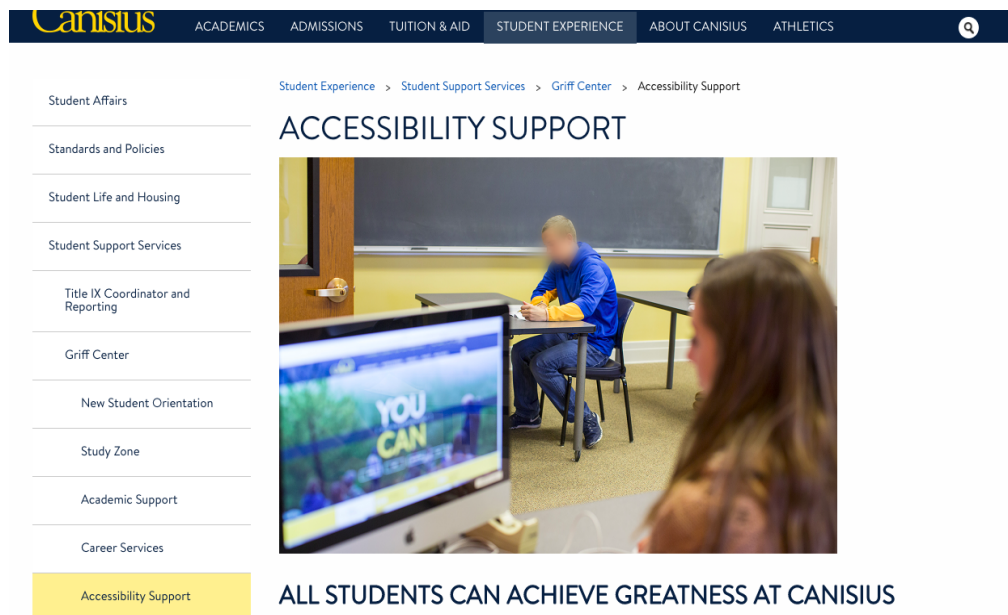 Canisius
ACADEMICS ADMISSIONS TUITION & AID STUDENT EXPERIENCE ABOUT CANISIUS ATHLETICS
Student Experience > Student Support Services > Griff Center > Accessibility Support
ACCESSIBILITY SUPPORT
Student Affairs
Standards and Policies
Student Life and Housing
Student Support Services
Title IX Coordinator and
Reporting
Griff Center
New Student Orientation
Study Zone
Academic Support
Career Services
Accessibility Support
YOU
CAN
ALL STUDENTS CAN ACHIEVE GREATNESS AT CANISIUS